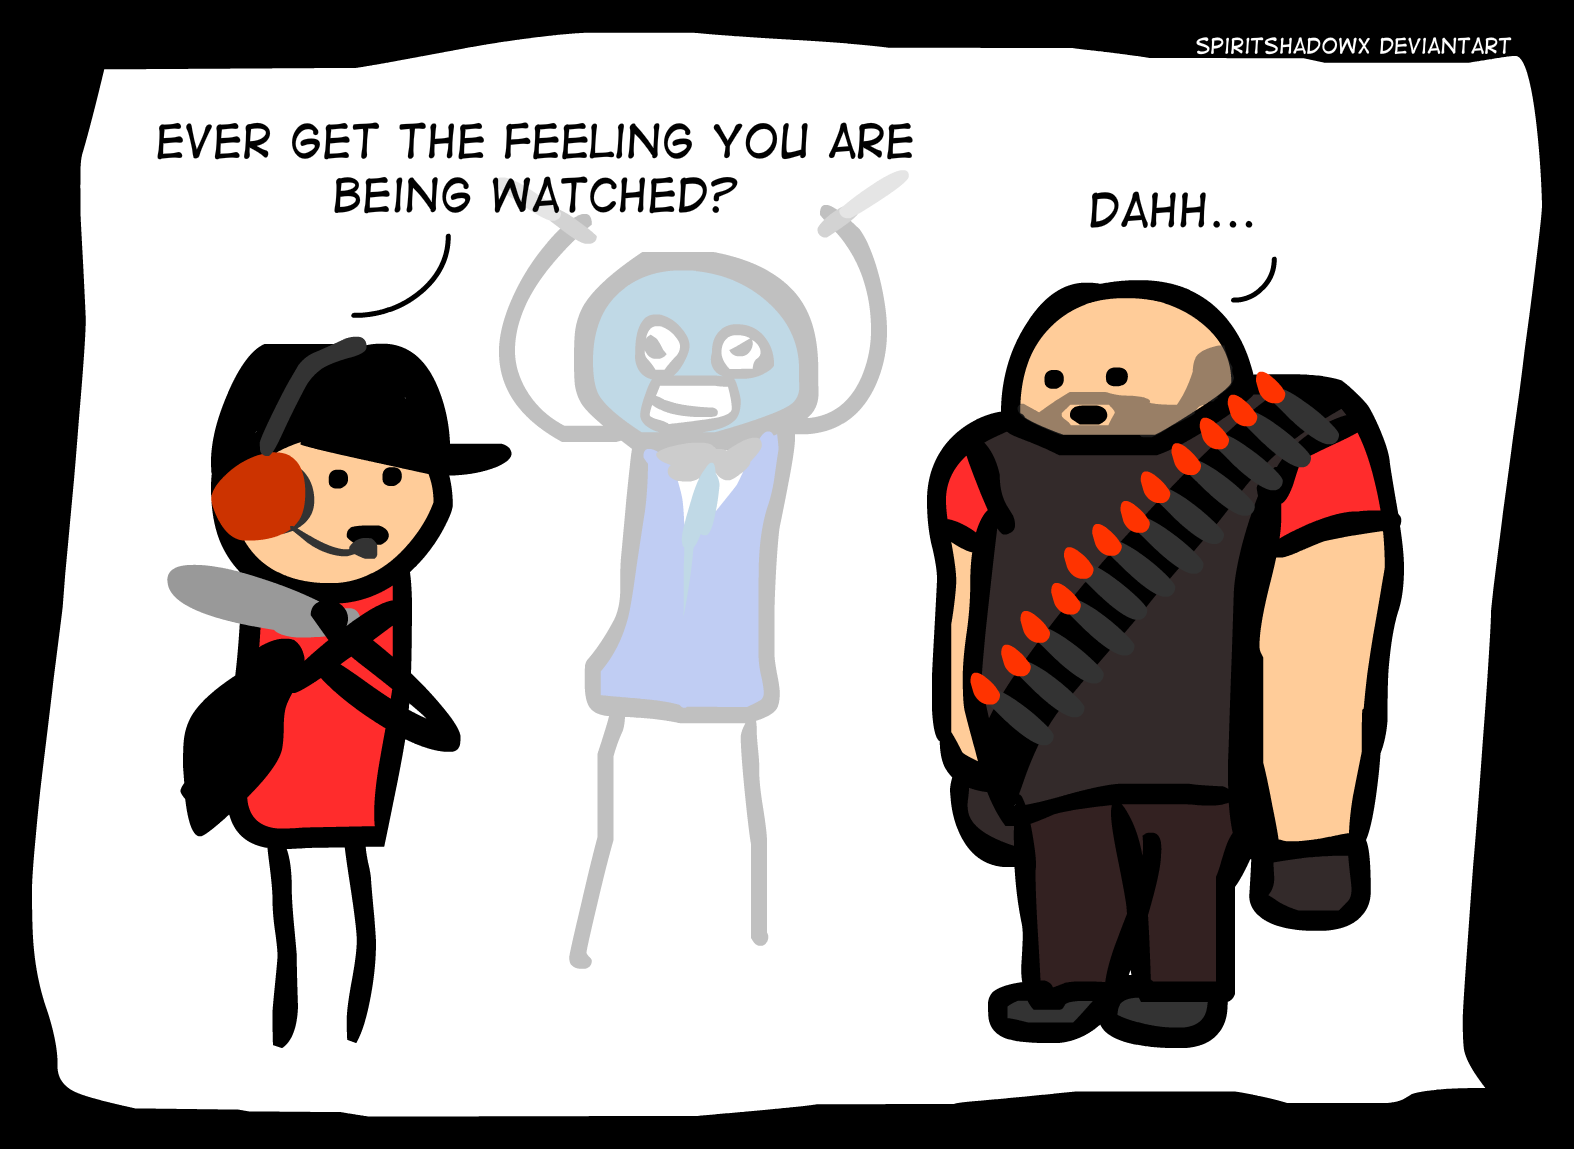 SPIRITSHADOWX DEVIANTART
EVER GET THE FEELING YOU ARE
BEING WATCHED?
DAHH...